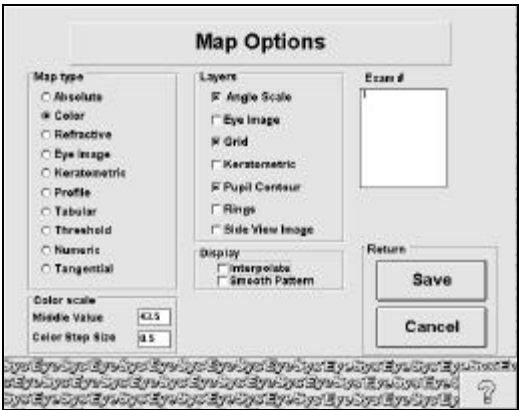 Map Options
Map type
Absolute
Color
Refractive
Eye Image
Keratometric
Profile
Tabular
Threshold
Numeric
Tangential
Color scale
Middle Value 43.5
Color Step Size 0.5
Layers
Angle Scale
Eye Image
Grid
Keratometric
Pupil Contour
Rings
Side View Image
Display
Interpolate
Smooth Pattern
Exam #
Return
Save
Cancel
?